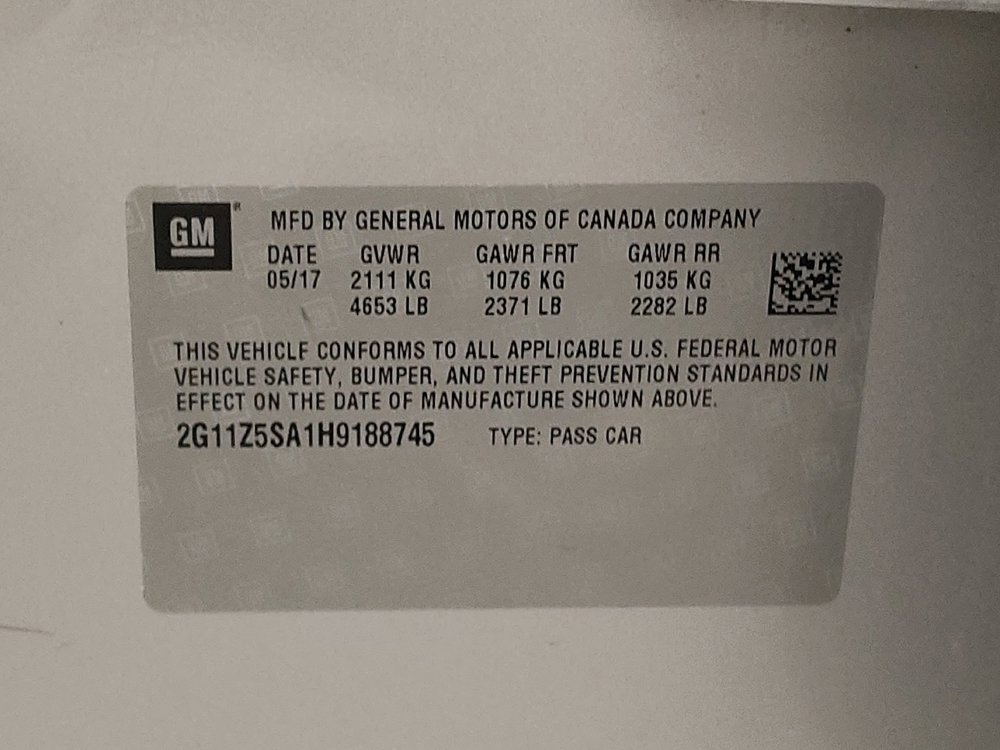 GM ®
MFD BY GENERAL MOTORS OF CANADA COMPANY
DATE GVWR GAWR FRT GAWR RR
05/17 2111 KG 1076 KG 1035 KG
4653 LB 2371 LB 2282 LB
THIS VEHICLE CONFORMS TO ALL APPLICABLE U.S. FEDERAL MOTOR
VEHICLE SAFETY, BUMPER, AND THEFT PREVENTION STANDARDS IN
EFFECT ON THE DATE OF MANUFACTURE SHOWN ABOVE.
2G11Z5SA1H9188745 TYPE: PASS CAR